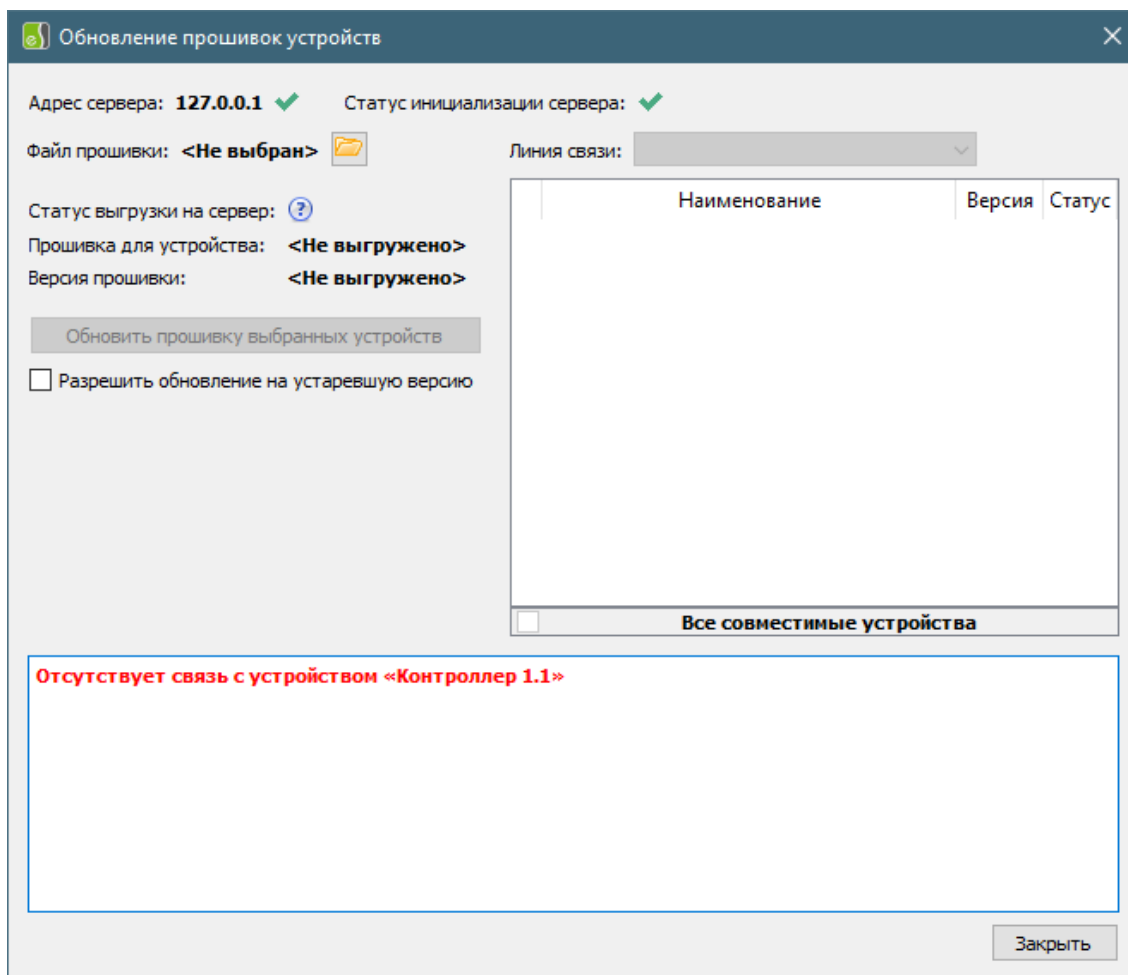 Обновление прошивок устройств
Адрес сервера: 127.0.0.1 Статус инициализации сервера:
Файл прошивки: <Не выбран> Линия связи:
Наименование Версия Статус
Статус выгрузки на сервер: ?
Прошивка для устройства: <Не выгружено>
Версия прошивки: <Не выгружено>
Обновить прошивку выбранных устройств
Разрешить обновление на устаревшую версию
Все совместимые устройства
Отсутствует связь с устройством «Контроллер 1.1»
Закрыть